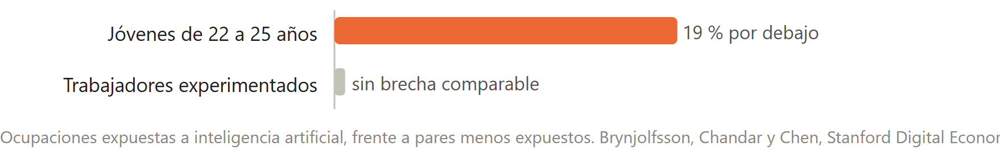 Jóvenes de 22 a 25 años 19 % por debajo
Trabajadores experimentados sin brecha comparable
Ocupaciones expuestas a inteligencia artificial, frente a pares menos expuestos. Brynjolfsson, Chandar y Chen, Stanford Digital